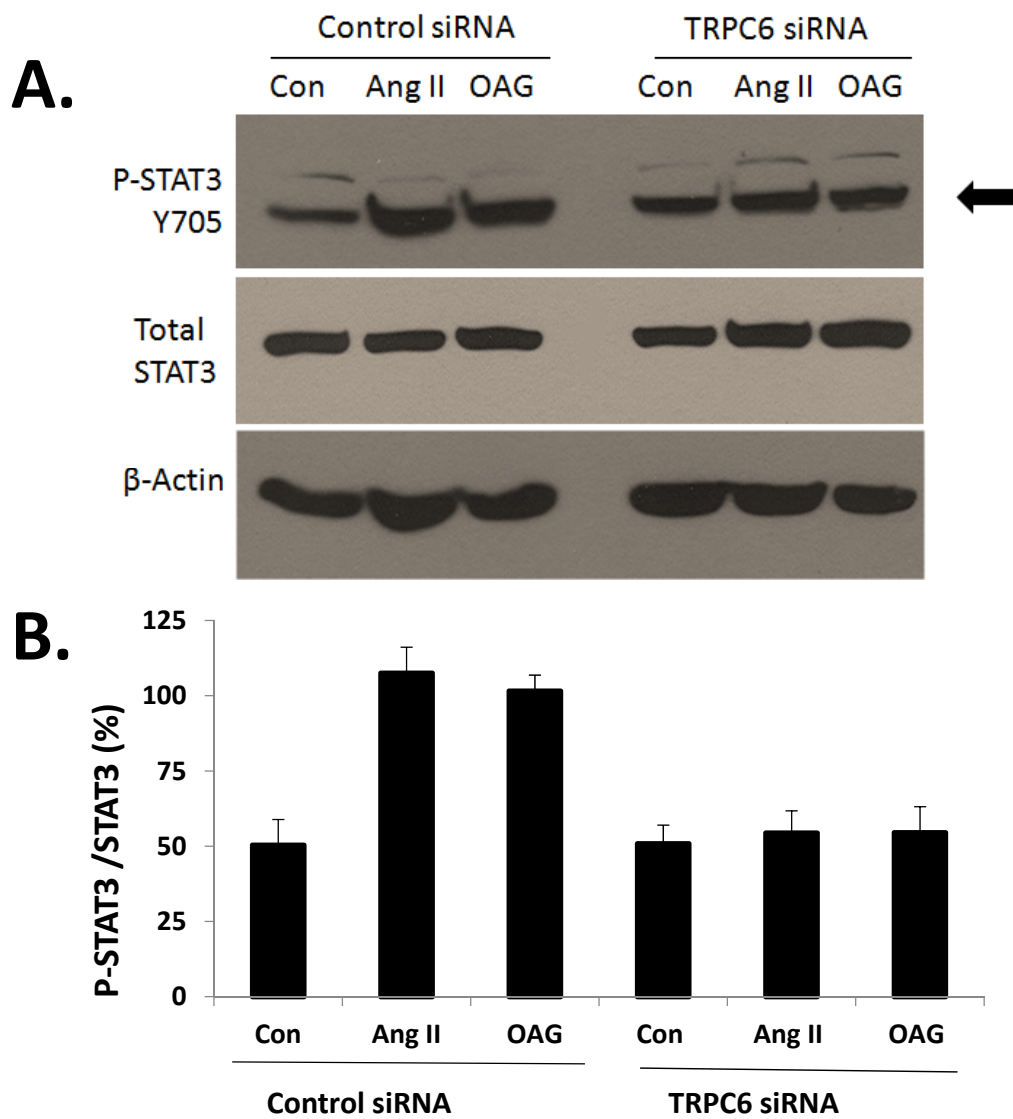 A.
Control siRNA TRPC6 siRNA
Con Ang II OAG Con Ang II OAG
P-STAT3
Y705
Total
STAT3
β-Actin
B.
P-STAT3 /STAT3 (%)
125
100
75
50
25
0
Con Ang II OAG Con Ang II OAG
Control siRNA TRPC6 siRNA